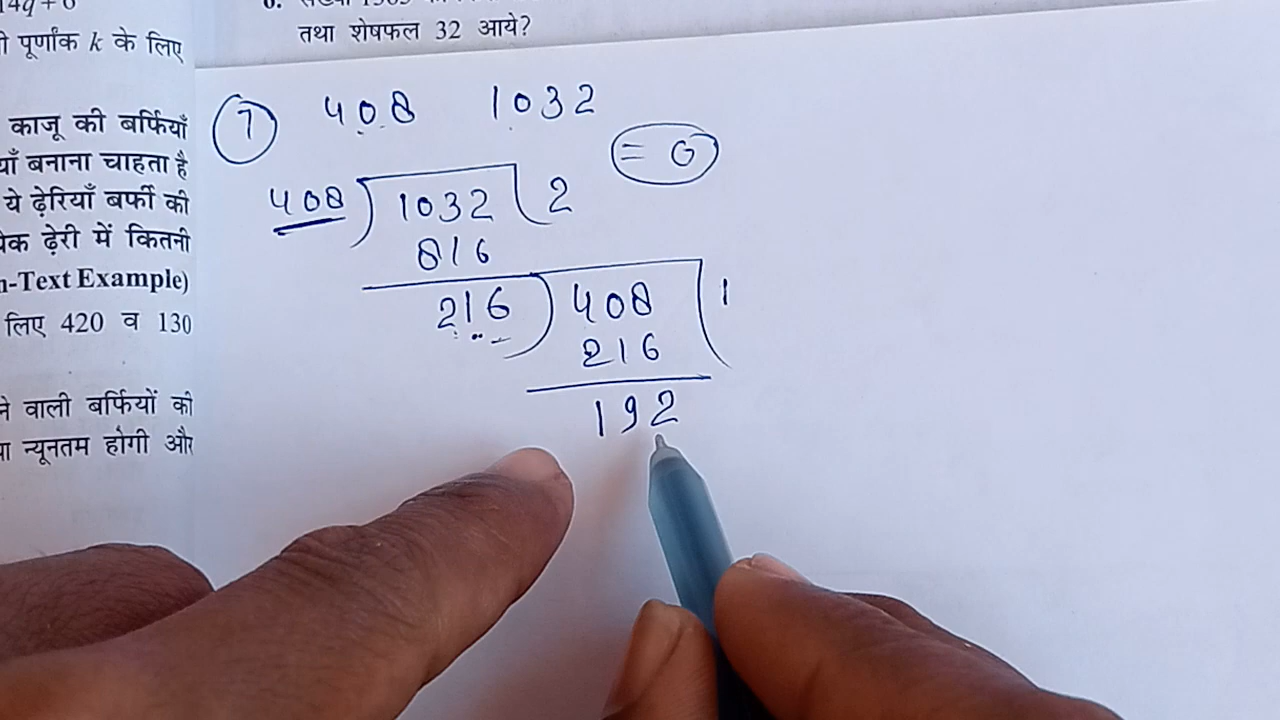 तथा शेषफल 32 आये?
पूर्णांक k के लिए
काजू की बर्फियाँ
बनाना चाहता है
ये ढ़ेरियाँ बर्फी की
ढ़ेरी में कितनी
Text Example)
लिए 420 व 130
वाली बर्फियों की
न्यूनतम होगी और
7 408 1032
= 0
408 ) 1032 ( 2
816
216 ) 408 ( 1
216
192